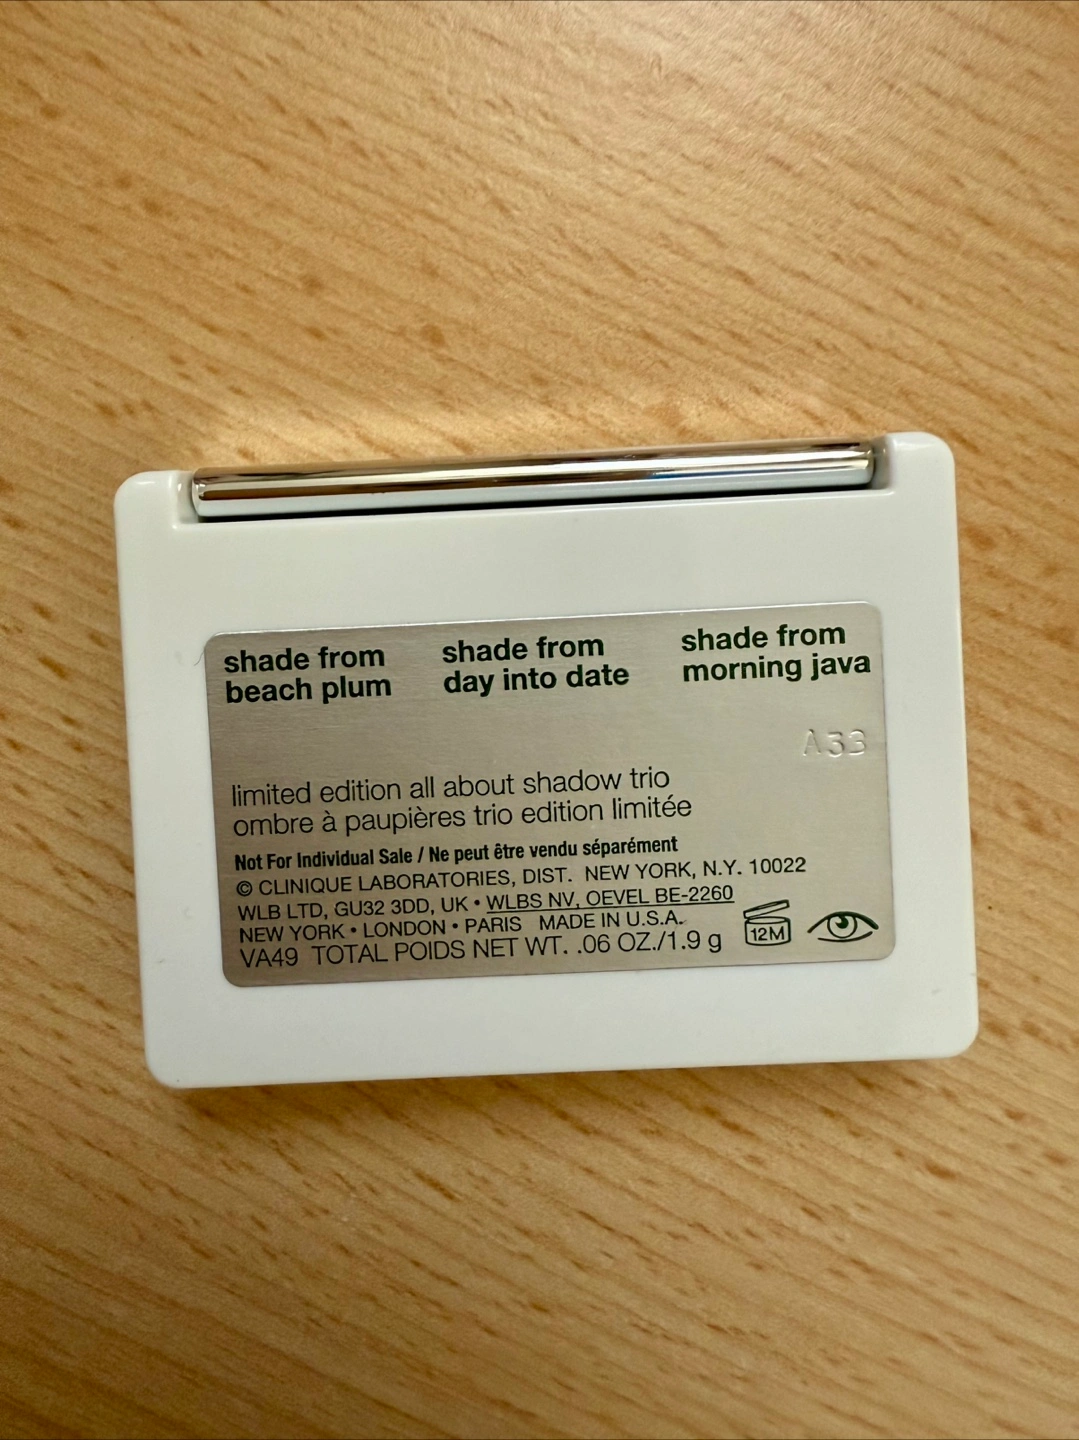 shade from
beach plum
shade from
day into date
shade from
morning java
A33
limited edition all about shadow trio
ombre à paupières trio edition limitée
Not For Individual Sale / Ne peut être vendu séparément
© CLINIQUE LABORATORIES, DIST. NEW YORK, N.Y. 10022
WLB LTD, GU32 3DD, UK • WLBS NV, OEVEL BE-2260
NEW YORK • LONDON • PARIS MADE IN U.S.A.
VA49 TOTAL POIDS NET WT. .06 OZ./1.9 g
12M